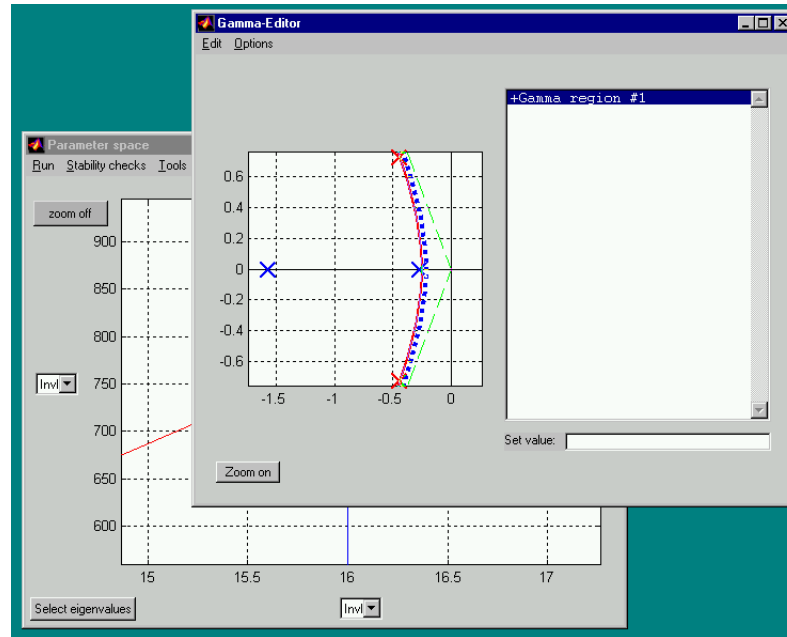 Gamma-Editor
Edit Options
+Gamma region #1
0.6
0.4
0.2
0
-0.2
-0.4
-0.6
-1.5 -1 -0.5 0
Set value:
Zoom on
Parameter space
Run Stability checks Tools
zoom off
900
850
800
Invl
750
700
650
600
15 15.5 16 16.5 17
Select eigenvalues
Invl